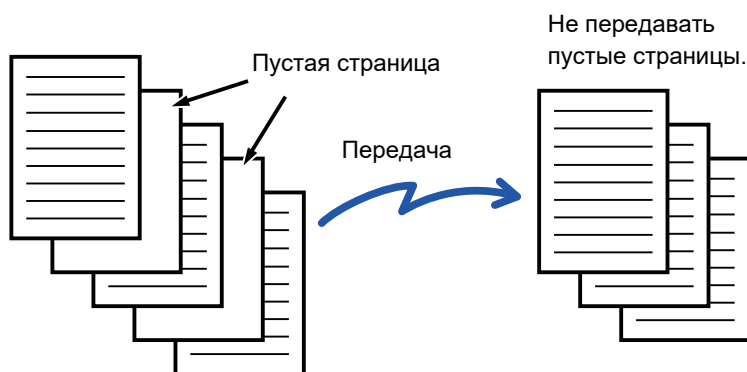 Не передавать
пустые страницы.
Пустая страница
Передача